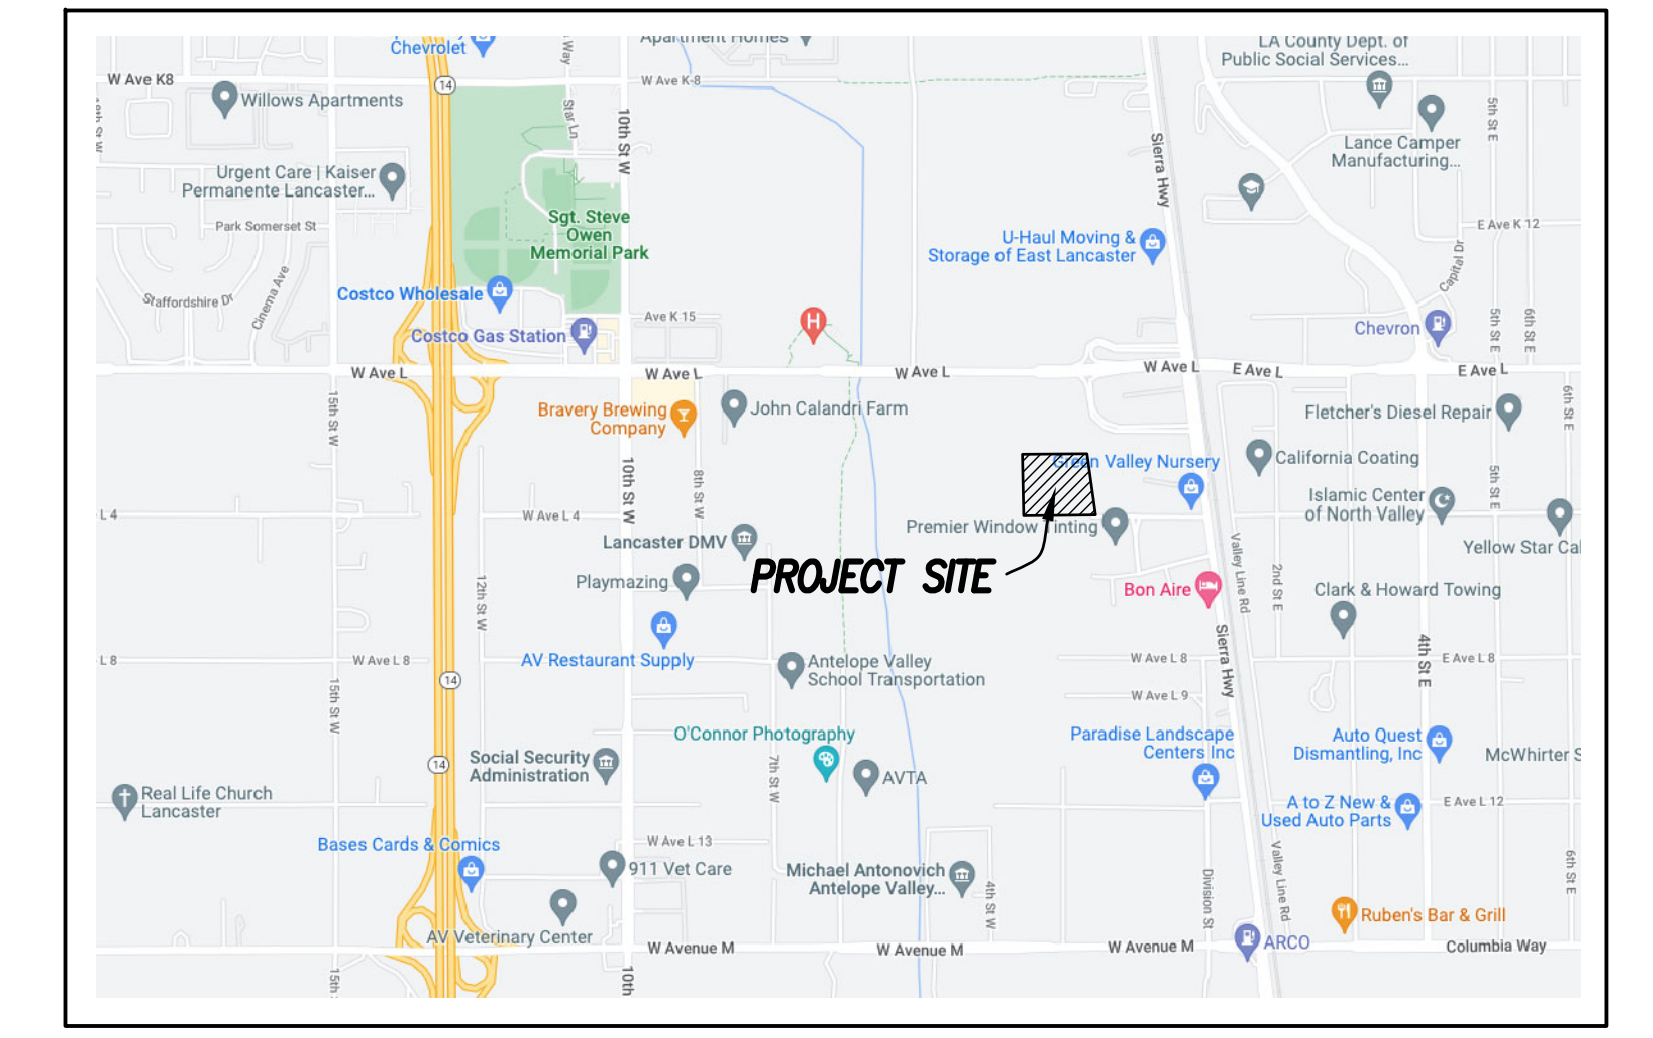 Chevrolet
Way
Apartment Homes
LA County Dept. of
Public Social Services...
W Ave K8
14
W Ave K-8
Willows Apartments
Star Ln
10th St W
Sierra Hwy
5th St E
Lance Camper
Manufacturing...
Urgent Care | Kaiser
Permanente Lancaster...
Park Somerset St
Sgt. Steve
Owen
Memorial Park
U-Haul Moving &
Storage of East Lancaster
E Ave K 12
Capital Dr
Staffordshire Dr
Cinema Ave
Costco Wholesale
Costco Gas Station
Ave K 15
H
Chevron
5th St E
6th St E
W Ave L
W Ave L
W Ave L
W Ave L
E Ave L
E Ave L
15th St W
Bravery Brewing
Company
John Calandri Farm
Fletcher's Diesel Repair
6th St E
10th St W
8th St W
Green Valley Nursery
California Coating
5th St E
Islamic Center
of North Valley
L 4
W Ave L 4
Premier Window Tinting
Lancaster DMV
Yellow Star Cal
PROJECT SITE
Playmazing
12th St W
Valley Line Rd
2nd St E
Bon Aire
Clark & Howard Towing
AV Restaurant Supply
Sierra Hwy
4th St E
L 8
W Ave L 8
Antelope Valley
School Transportation
W Ave L 8
E Ave L 8
14
15th St W
W Ave L 9
O'Connor Photography
Paradise Landscape
Centers Inc
Auto Quest
Dismantling, Inc
McWhirter S
14
Social Security
Administration
7th St W
AVTA
Real Life Church
Lancaster
A to Z New &
Used Auto Parts
E Ave L 12
Bases Cards & Comics
W Ave L 13
911 Vet Care
Michael Antonovich
Antelope Valley...
4th St W
Division St
Valley Line Rd
6th St E
Ruben's Bar & Grill
AV Veterinary Center
W Avenue M
W Avenue M
W Avenue M
ARCO
Columbia Way
15th S
10th